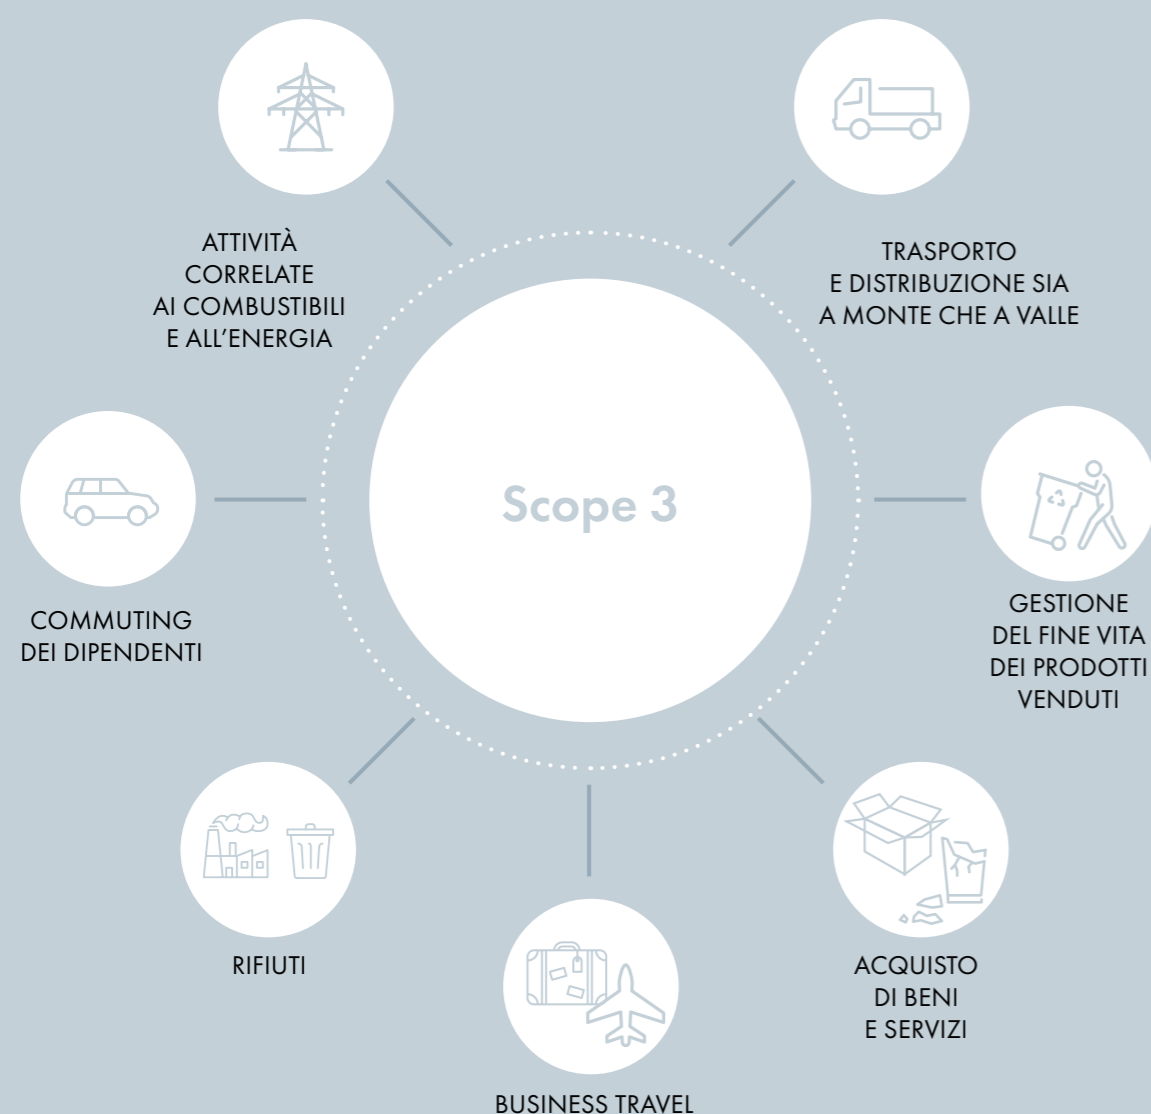 ATTIVITÀ
CORRELATE
AI COMBUSTIBILI
E ALL’ENERGIA
TRASPORTO
E DISTRIBUZIONE SIA
A MONTE CHE A VALLE
Scope 3
COMMUTING
DEI DIPENDENTI
GESTIONE
DEL FINE VITA
DEI PRODOTTI
VENDUTI
RIFIUTI
BUSINESS TRAVEL
ACQUISTO
DI BENI
E SERVIZI